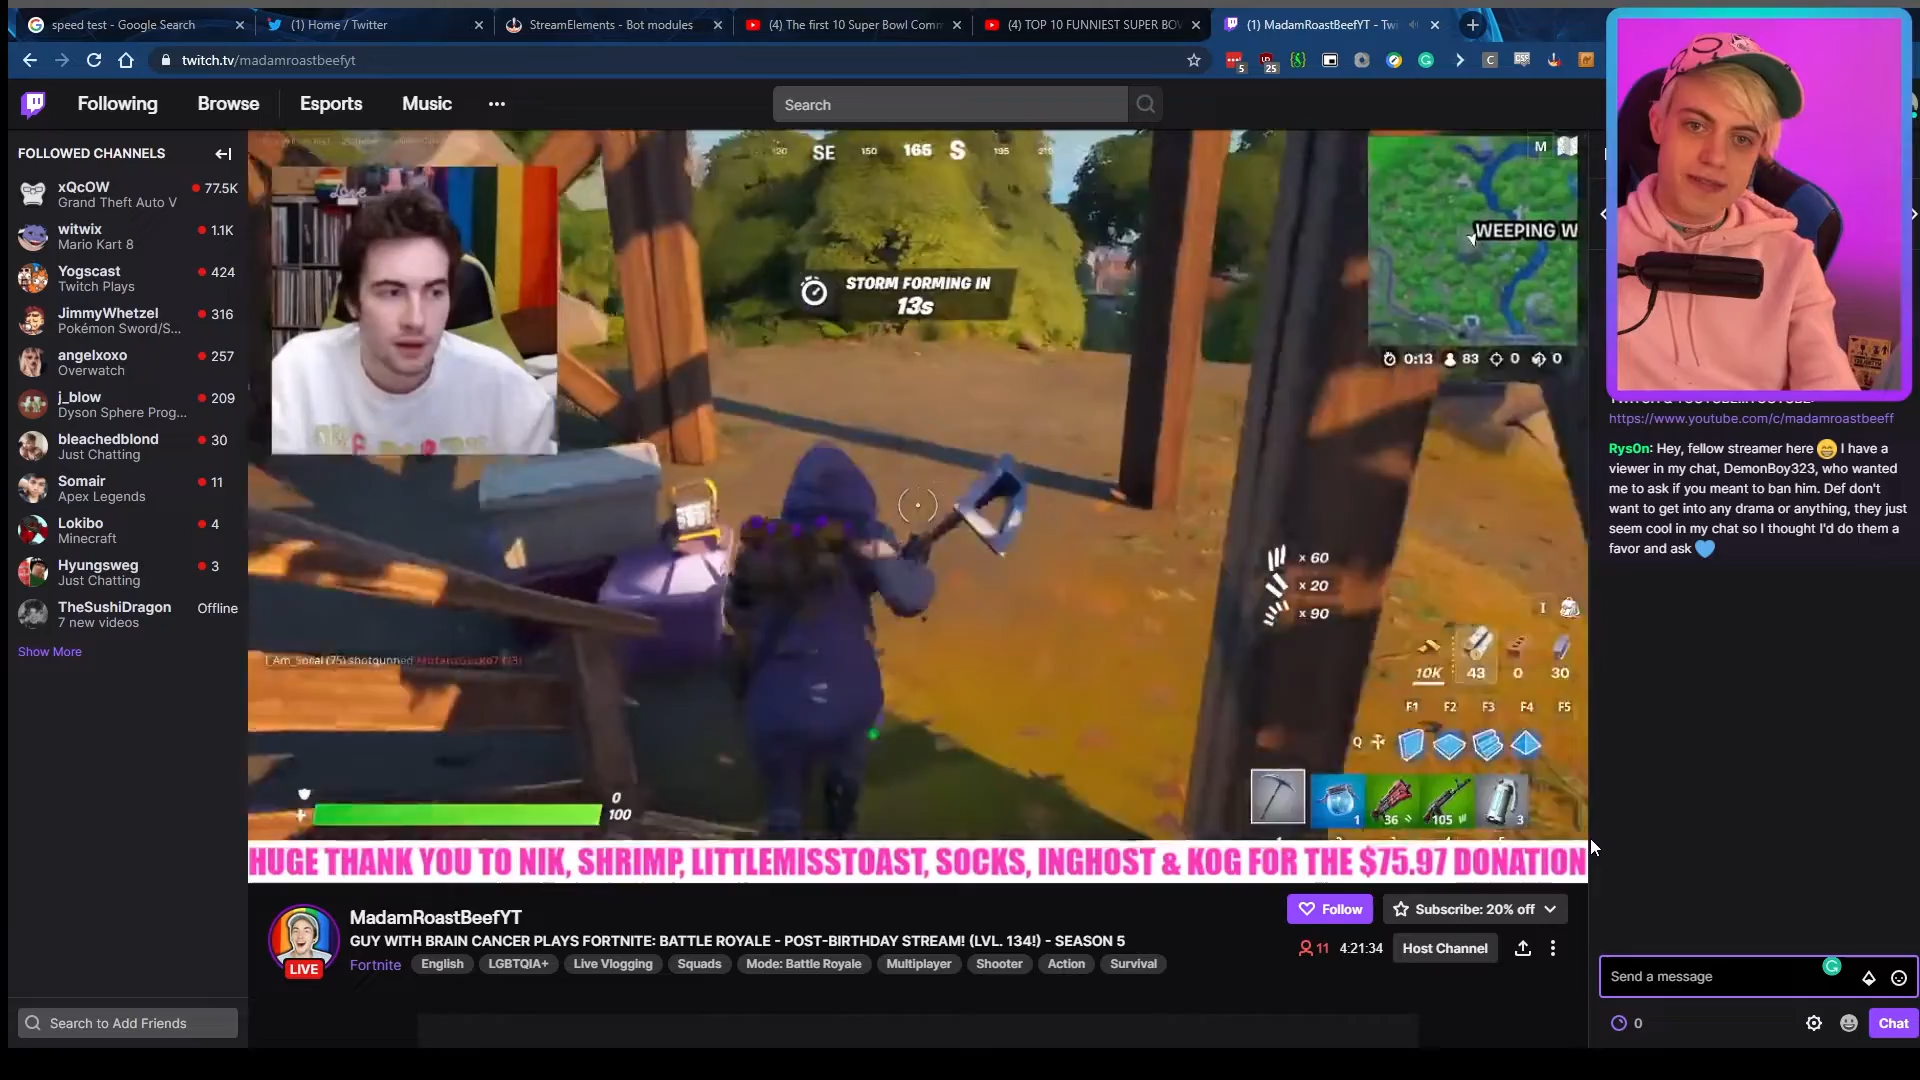 speed test - Google Search
(1) Home / Twitter
StreamElements - Bot modules
(4) The first 10 Super Bowl Comm
(4) TOP 10 FUNNIEST SUPER BOV
(1) MadamRoastBeefYT - Twi
twitch.tv/madamroastbeefyt
5
25
Following
Browse
Esports
Music
Search
FOLLOWED CHANNELS
xQcOW
77.5K
Grand Theft Auto V
witwix
1.1K
Mario Kart 8
Yogscast
424
Twitch Plays
JimmyWhetzel
316
Pokémon Sword/S...
angelxoxo
257
Overwatch
j_blow
209
Dyson Sphere Prog...
bleachedblond
30
Just Chatting
Somair
11
Apex Legends
Lokibo
4
Minecraft
Hyungsweg
3
Just Chatting
TheSushiDragon
Offline
7 new videos
Show More
Search to Add Friends
Love
SE 150 165 S 195
STORM FORMING IN
13s
M
WEEPING W
0:13 83 0 0
x 60
x 20
x 90
I
10K 43 0 30
F1 F2 F3 F4 F5
Q
1 36 105 3
0
100
HUGE THANK YOU TO NIK, SHRIMP, LITTLEMISSTOAST, SOCKS, INGHOST & KOG FOR THE $75.97 DONATION
LIVE
MadamRoastBeefYT
GUY WITH BRAIN CANCER PLAYS FORTNITE: BATTLE ROYALE - POST-BIRTHDAY STREAM! (LVL. 134!) - SEASON 5
Fortnite
English
LGBTQIA+
Live Vlogging
Squads
Mode: Battle Royale
Multiplayer
Shooter
Action
Survival
Follow
Subscribe: 20% off
11
4:21:34
Host Channel
https://www.youtube.com/c/madamroastbeeff
Rys0n: Hey, fellow streamer here 😁 I have a
viewer in my chat, DemonBoy323, who wanted
me to ask if you meant to ban him. Def don't
want to get into any drama or anything, they just
seem cool in my chat so I thought I'd do them a
favor and ask 💙
Send a message
0
Chat